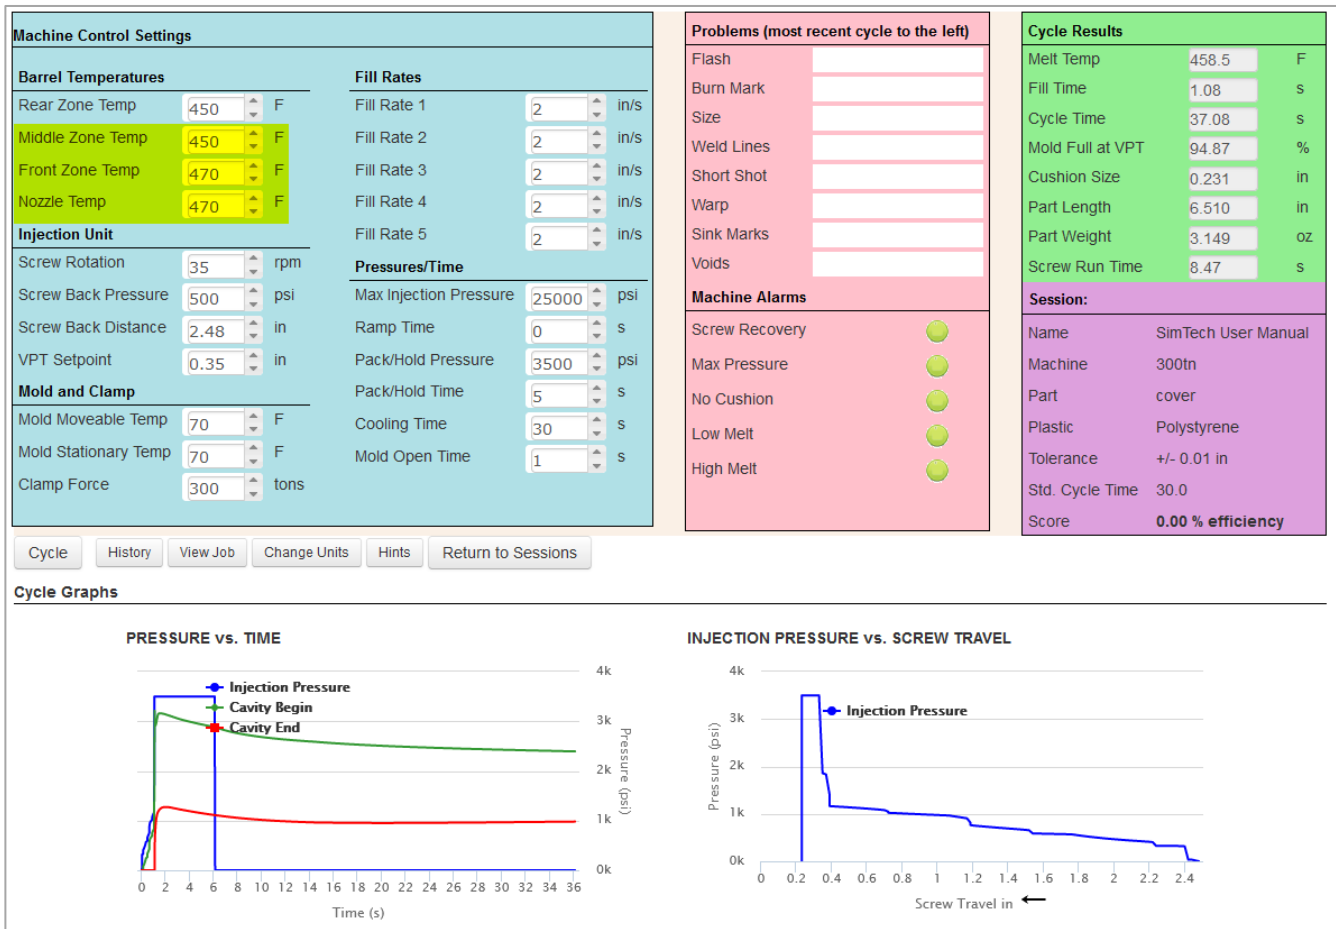 Machine Control Settings
Barrel Temperatures
Rear Zone Temp 450 F
Middle Zone Temp 450 F
Front Zone Temp 470 F
Nozzle Temp 470 F
Injection Unit
Screw Rotation 35 rpm
Screw Back Pressure 500 psi
Screw Back Distance 2.48 in
VPT Setpoint 0.35 in
Mold and Clamp
Mold Moveable Temp 70 F
Mold Stationary Temp 70 F
Clamp Force 300 tons
Fill Rates
Fill Rate 1 2 in/s
Fill Rate 2 2 in/s
Fill Rate 3 2 in/s
Fill Rate 4 2 in/s
Fill Rate 5 2 in/s
Pressures/Time
Max Injection Pressure 25000 psi
Ramp Time 0 s
Pack/Hold Pressure 3500 psi
Pack/Hold Time 5 s
Cooling Time 30 s
Mold Open Time 1 s
Problems (most recent cycle to the left)
Flash
Burn Mark
Size
Weld Lines
Short Shot
Warp
Sink Marks
Voids
Machine Alarms
Screw Recovery
Max Pressure
No Cushion
Low Melt
High Melt
Cycle Results
Melt Temp 458.5 F
Fill Time 1.08 s
Cycle Time 37.08 s
Mold Full at VPT 94.87 %
Cushion Size 0.231 in
Part Length 6.510 in
Part Weight 3.149 oz
Screw Run Time 8.47 s
Session:
Name SimTech User Manual
Machine 300tn
Part cover
Plastic Polystyrene
Tolerance +/- 0.01 in
Std. Cycle Time 30.0
Score 0.00 % efficiency
Cycle History View Job Change Units Hints Return to Sessions
Cycle Graphs
PRESSURE vs. TIME
Injection Pressure
Cavity Begin
Cavity End
4k
3k
2k
1k
0k
Pressure (psi)
0 2 4 6 8 10 12 14 16 18 20 22 24 26 28 30 32 34 36
Time (s)
INJECTION PRESSURE vs. SCREW TRAVEL
Injection Pressure
4k
3k
2k
1k
0k
Pressure (psi)
0 0.2 0.4 0.6 0.8 1 1.2 1.4 1.6 1.8 2 2.2 2.4
Screw Travel in ←